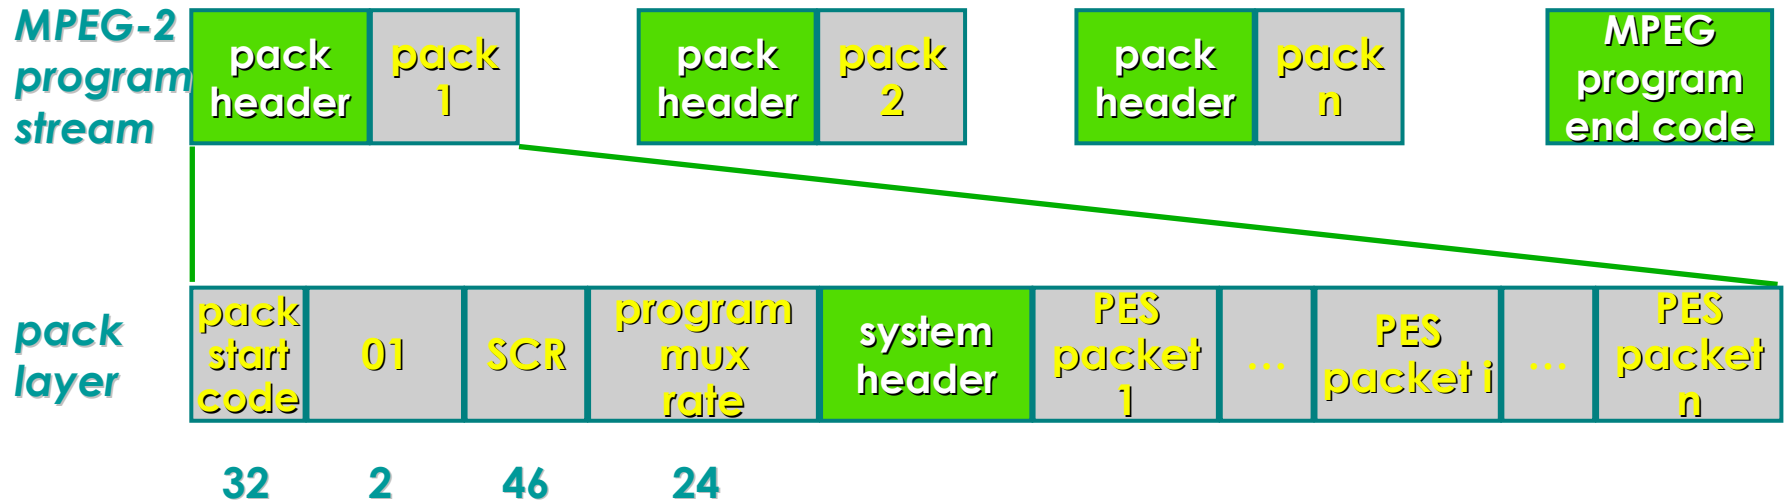 MPEG-2
program
stream
pack
header
pack
1
pack
header
pack
2
pack
header
pack
n
MPEG
program
end code
pack
layer
pack
start
code
01
SCR
program
mux
rate
system
header
PES
packet
1
...
PES
packet i
...
PES
packet
n
32
2
46
24